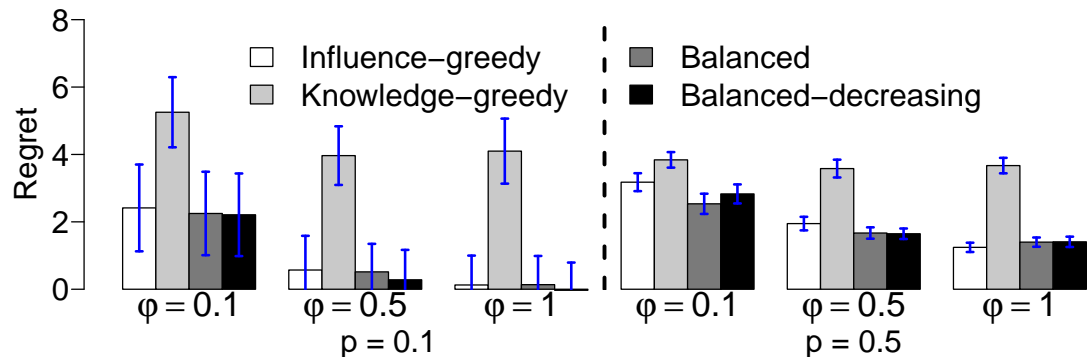 8
6
4
2
0
Regret
Influence−greedy
Knowledge−greedy
Balanced
Balanced−decreasing
φ = 0.1
φ = 0.5
φ = 1
φ = 0.1
φ = 0.5
φ = 1
p = 0.1
p = 0.5